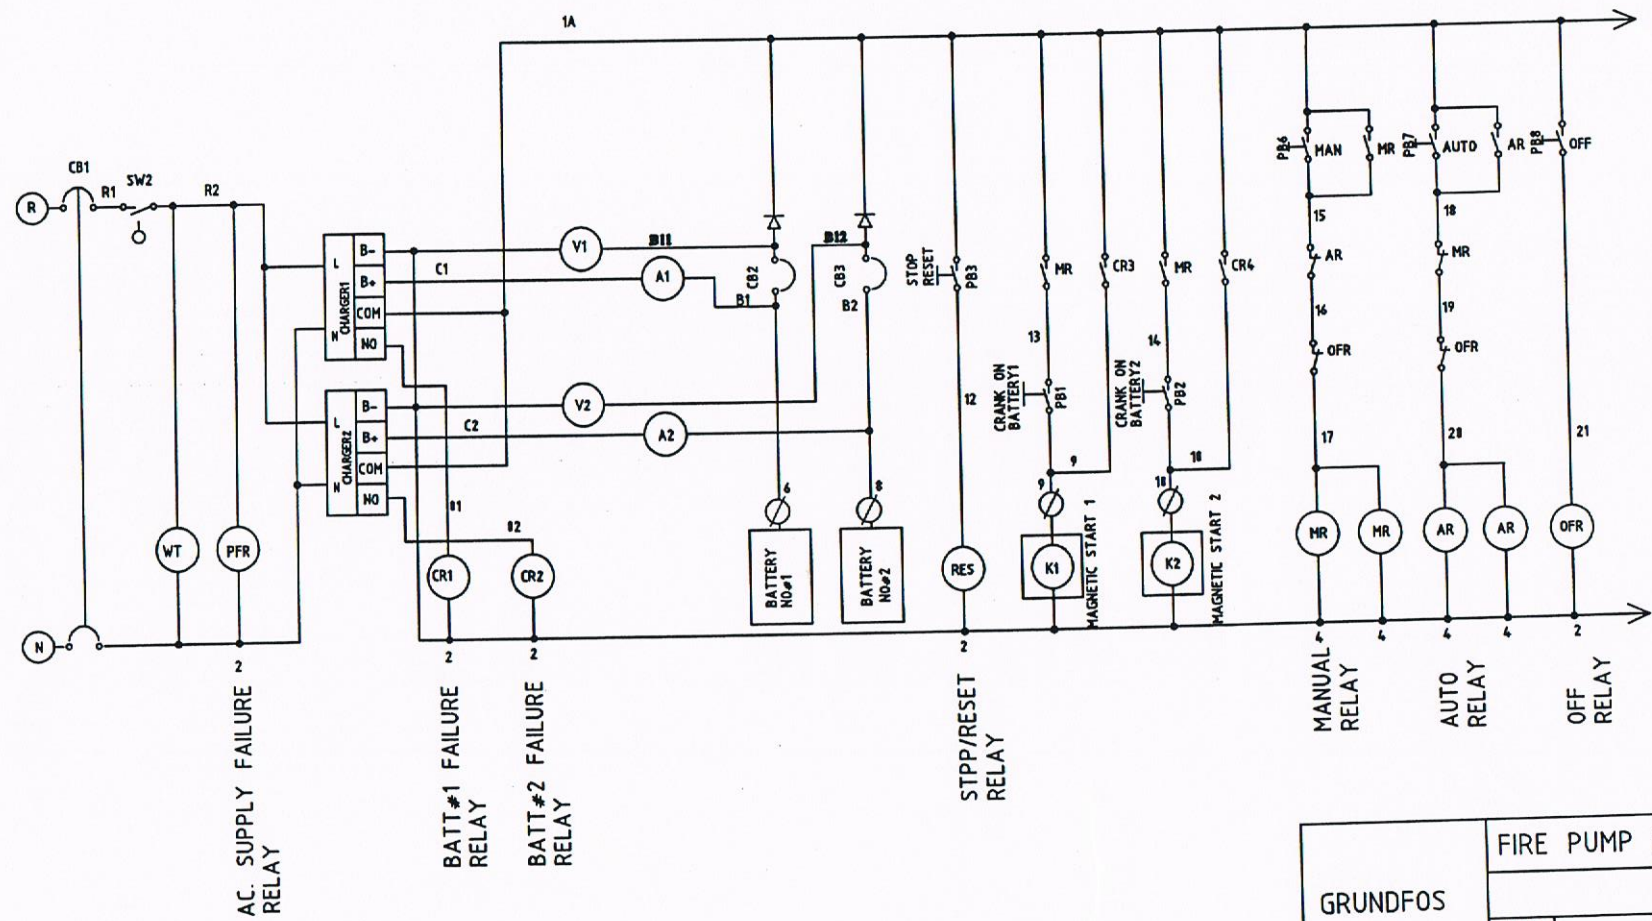 1A
CB1
R1
SW2
R2
R
N
WT
PFR
2
AC. SUPPLY FAILURE
RELAY
L
N
CHARGER1
B-
B+
COM
NO
C1
V1
B11
A1
B1
CB2
B12
CB3
B2
L
N
CHARGER2
B-
B+
COM
NO
C2
V2
A2
01
02
CR1
CR2
2
2
BATT#1 FAILURE
RELAY
BATT#2 FAILURE
RELAY
6
8
BATTERY
NO#1
BATTERY
NO#2
STOP
RESET
PB3
12
RES
2
STPP/RESET
RELAY
MR
CR3
13
CRANK ON
BATTERY1
PB1
9
9
K1
MAGNETIC START 1
MR
CR4
14
CRANK ON
BATTERY2
PB2
10
10
K2
MAGNETIC START 2
PB6
MAN
MR
15
AR
16
OFR
17
MR
MR
4
4
MANUAL
RELAY
PB7
AUTO
AR
18
MR
19
OFR
20
AR
AR
4
4
AUTO
RELAY
PB8
OFF
21
OFR
2
OFF
RELAY
GRUNDFOS
FIRE PUMP